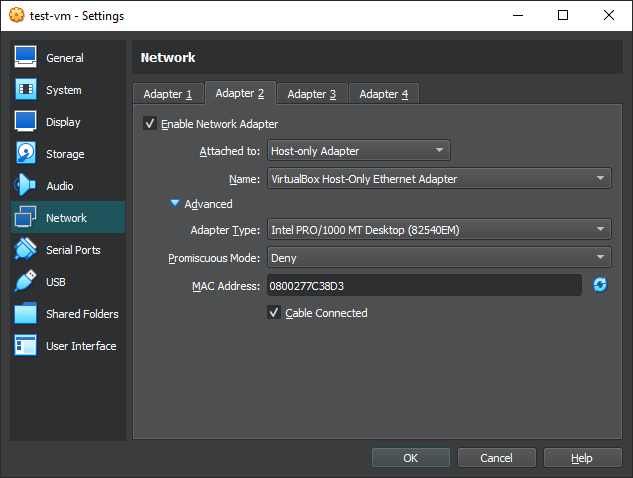 test-vm - Settings
General
System
Display
Storage
Audio
Network
Serial Ports
USB
Shared Folders
User Interface
Network
Adapter 1 Adapter 2 Adapter 3 Adapter 4
Enable Network Adapter
Attached to: Host-only Adapter
Name: VirtualBox Host-Only Ethernet Adapter
Advanced
Adapter Type: Intel PRO/1000 MT Desktop (82540EM)
Promiscuous Mode: Deny
MAC Address: 0800277C38D3
Cable Connected
OK Cancel Help